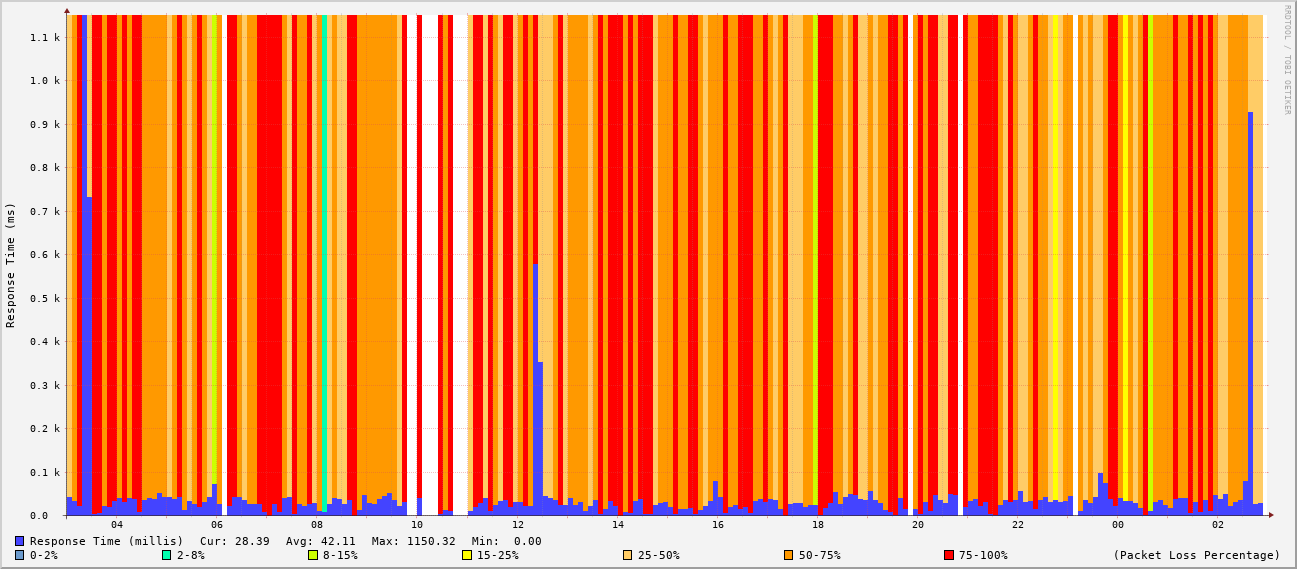 RRDTOOL / TOBI OETIKER
Response Time (ms)
1.1 k
1.0 k
0.9 k
0.8 k
0.7 k
0.6 k
0.5 k
0.4 k
0.3 k
0.2 k
0.1 k
0.0
04 06 08 10 12 14 16 18 20 22 00 02
Response Time (millis) Cur: 28.39 Avg: 42.11 Max: 1150.32 Min: 0.00
0-2% 2-8% 8-15% 15-25% 25-50% 50-75% 75-100% (Packet Loss Percentage)